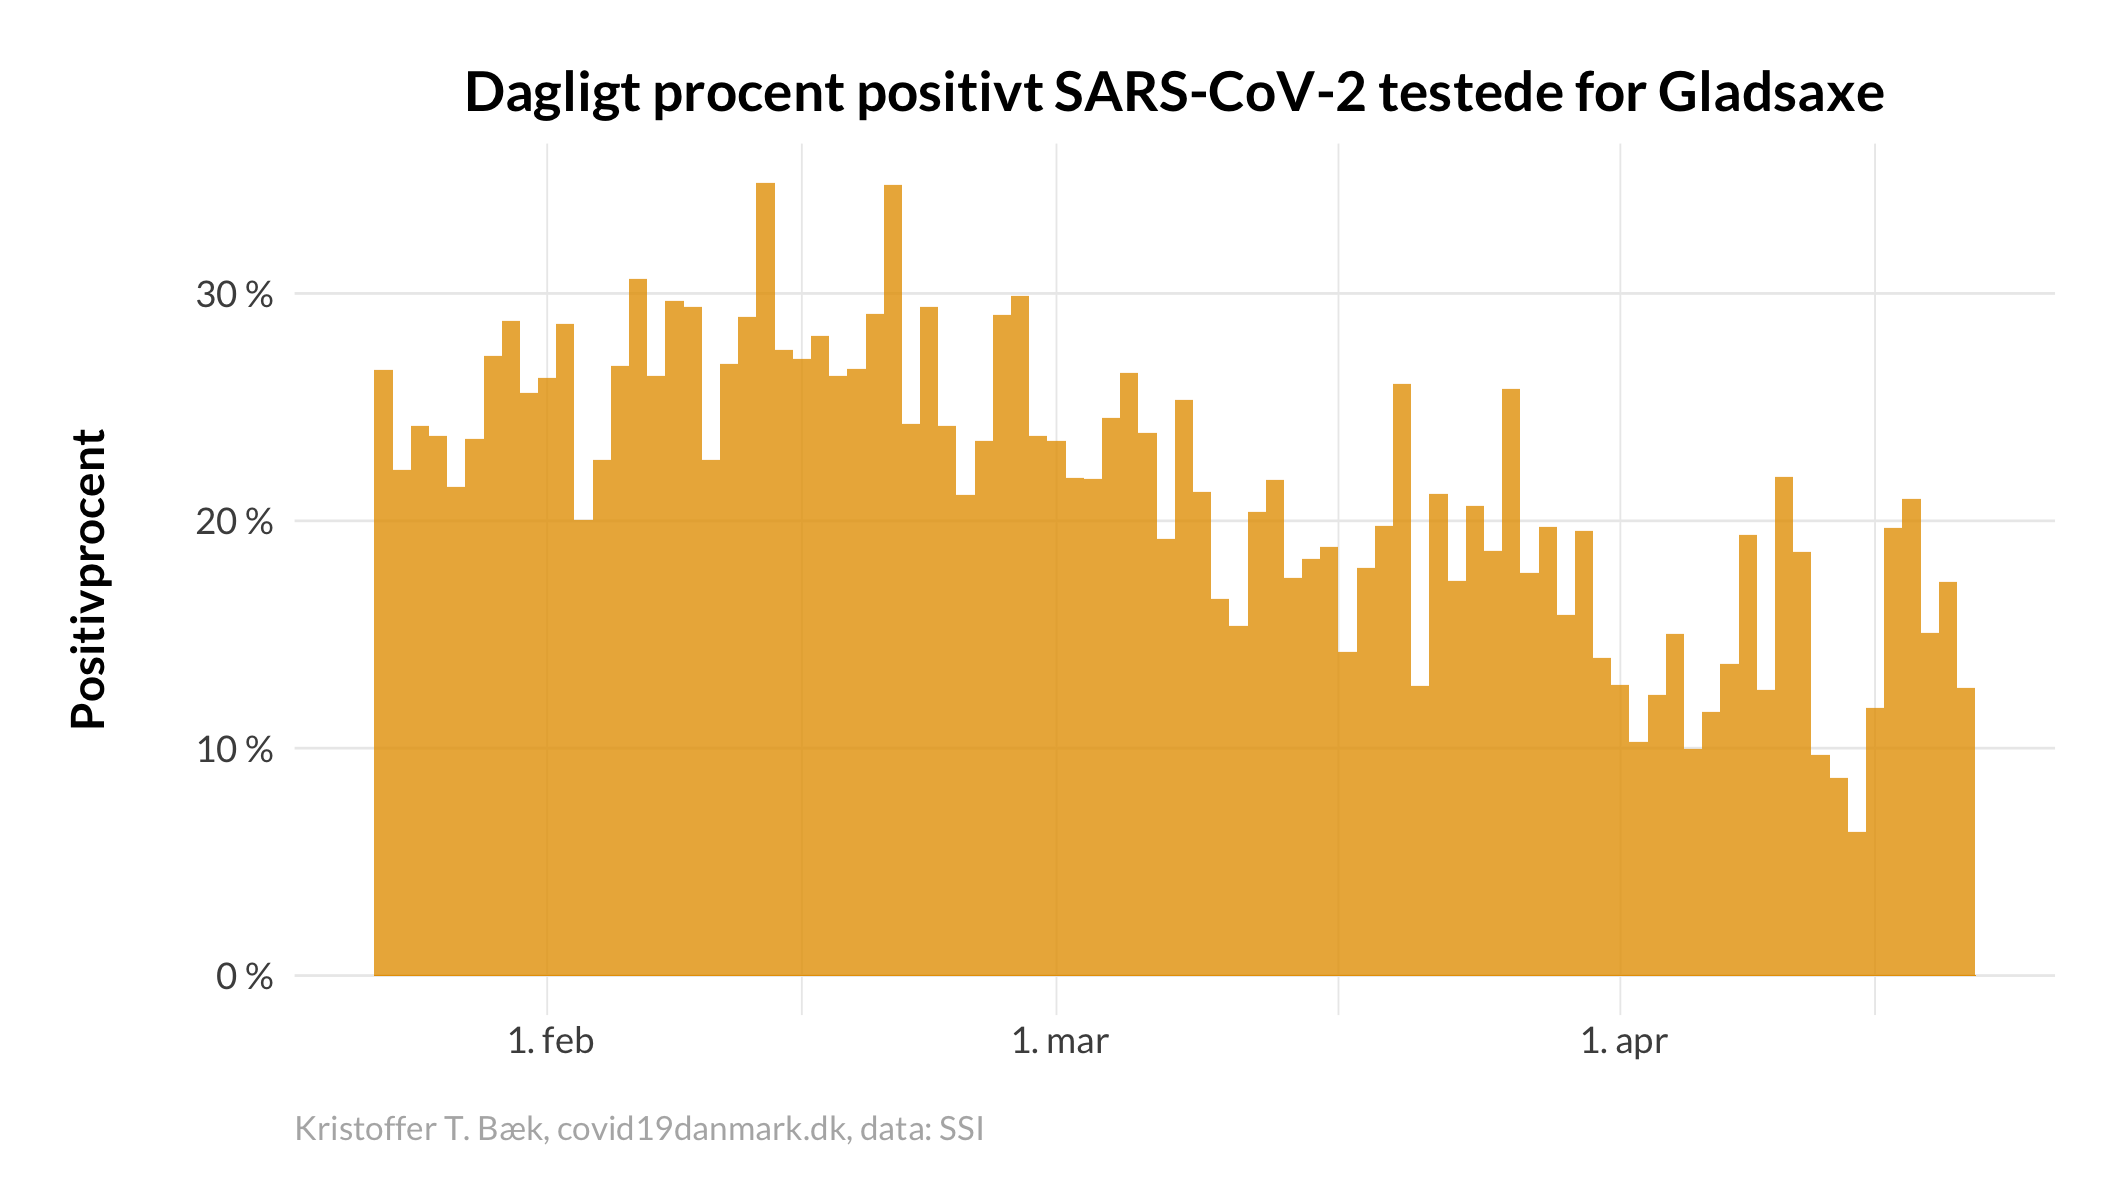 Dagligt procent positivt SARS-CoV-2 testede for Gladsaxe
Positivprocent
30 %
20 %
10 %
0 %
1. feb
1. mar
1. apr
Kristoffer T. Bæk, covid19danmark.dk, data: SSI